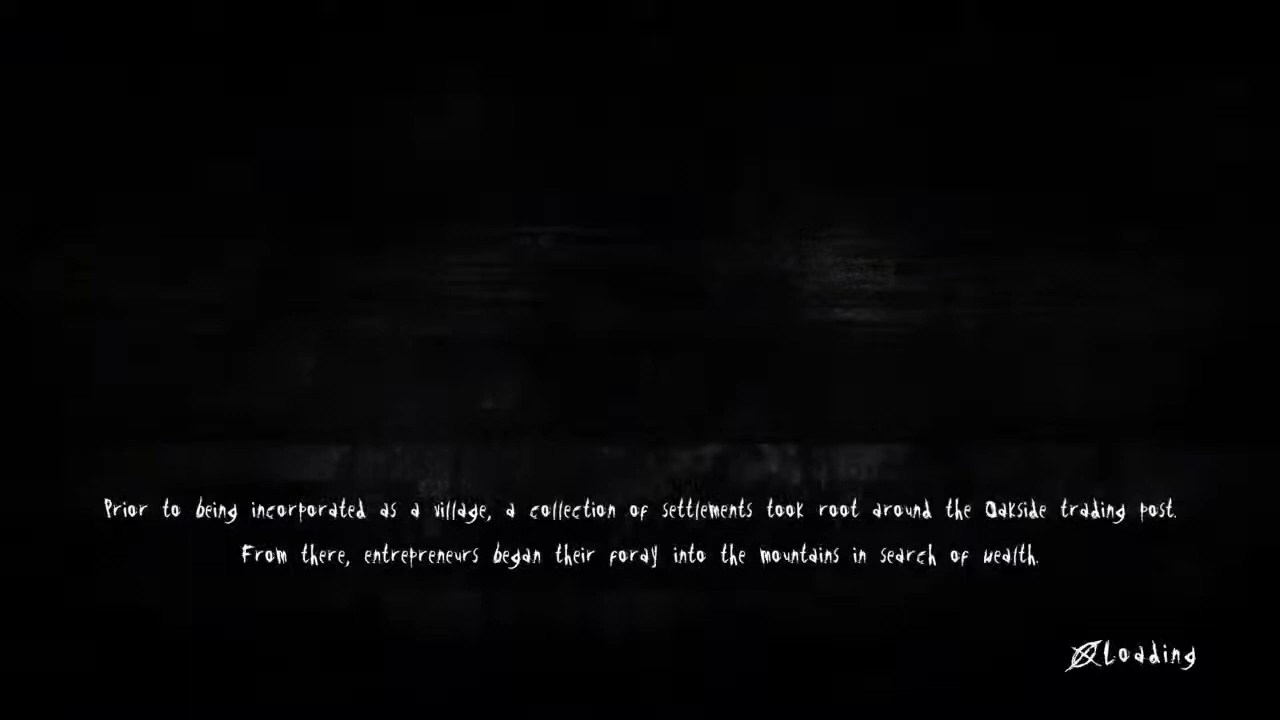 Prior to being incorporated as a village, a collection of settlements took root around the Oakside trading post.
From there, entrepreneurs began their foray into the mountains in search of wealth.
Loading